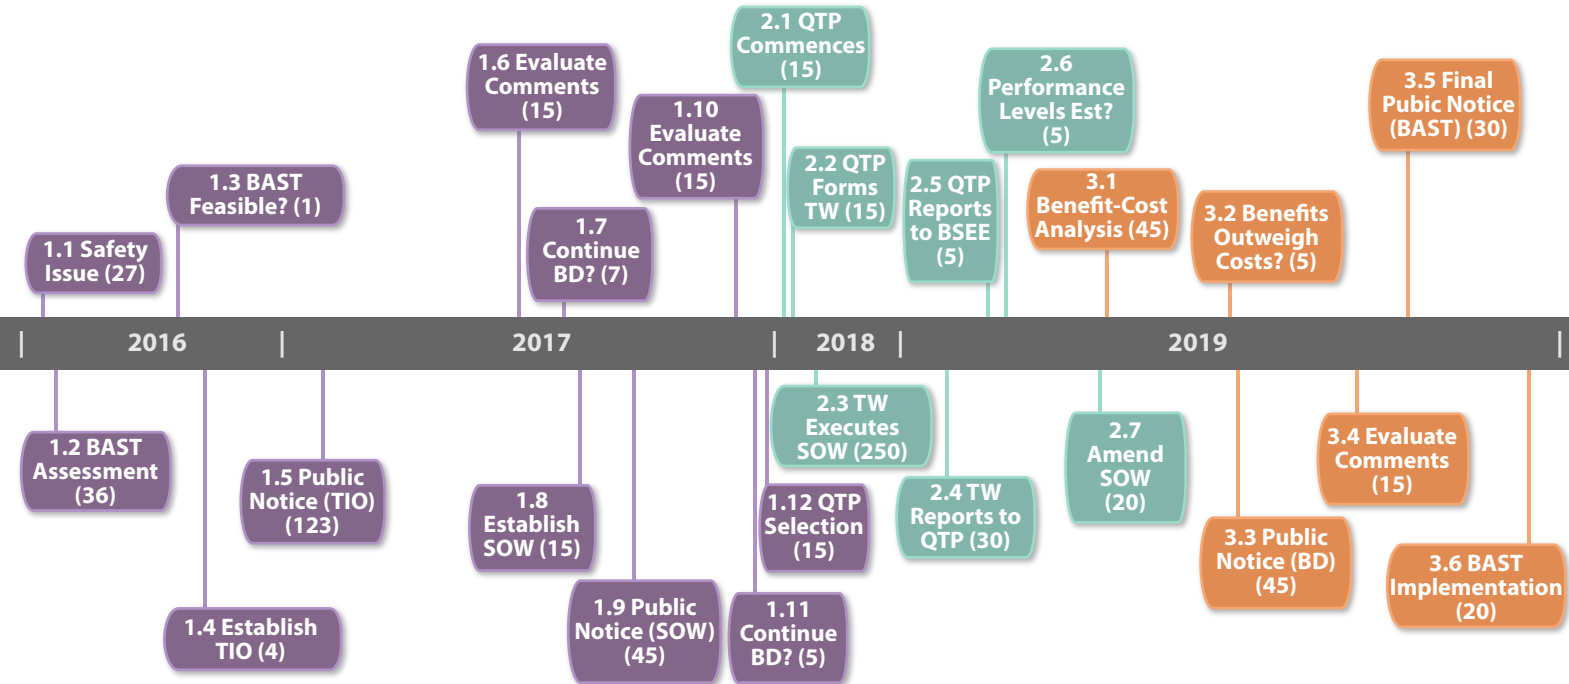 2.1 QTP
Commences
(15)
1.6 Evaluate
Comments
(15)
2.6
Performance
Levels Est?
(5)
3.5 Final
Pubic Notice
(BAST) (30)
1.10
Evaluate
Comments
(15)
1.3 BAST
Feasible? (1)
2.2 QTP
Forms
TW (15)
2.5 QTP
Reports
to BSEE
(5)
3.1
Benefit-Cost
Analysis (45)
3.2 Benefits
Outweigh
Costs? (5)
1.1 Safety
Issue (27)
1.7
Continue
BD? (7)
| 2016 | 2017 | 2018 | 2019 |
1.2 BAST
Assessment
(36)
1.5 Public
Notice (TIO)
(123)
1.4 Establish
TIO (4)
1.8
Establish
SOW (15)
1.9 Public
Notice (SOW)
(45)
1.11
Continue
BD? (5)
1.12 QTP
Selection
(15)
2.3 TW
Executes
SOW (250)
2.4 TW
Reports to
QTP (30)
2.7
Amend
SOW
(20)
3.3 Public
Notice (BD)
(45)
3.4 Evaluate
Comments
(15)
3.6 BAST
Implementation
(20)